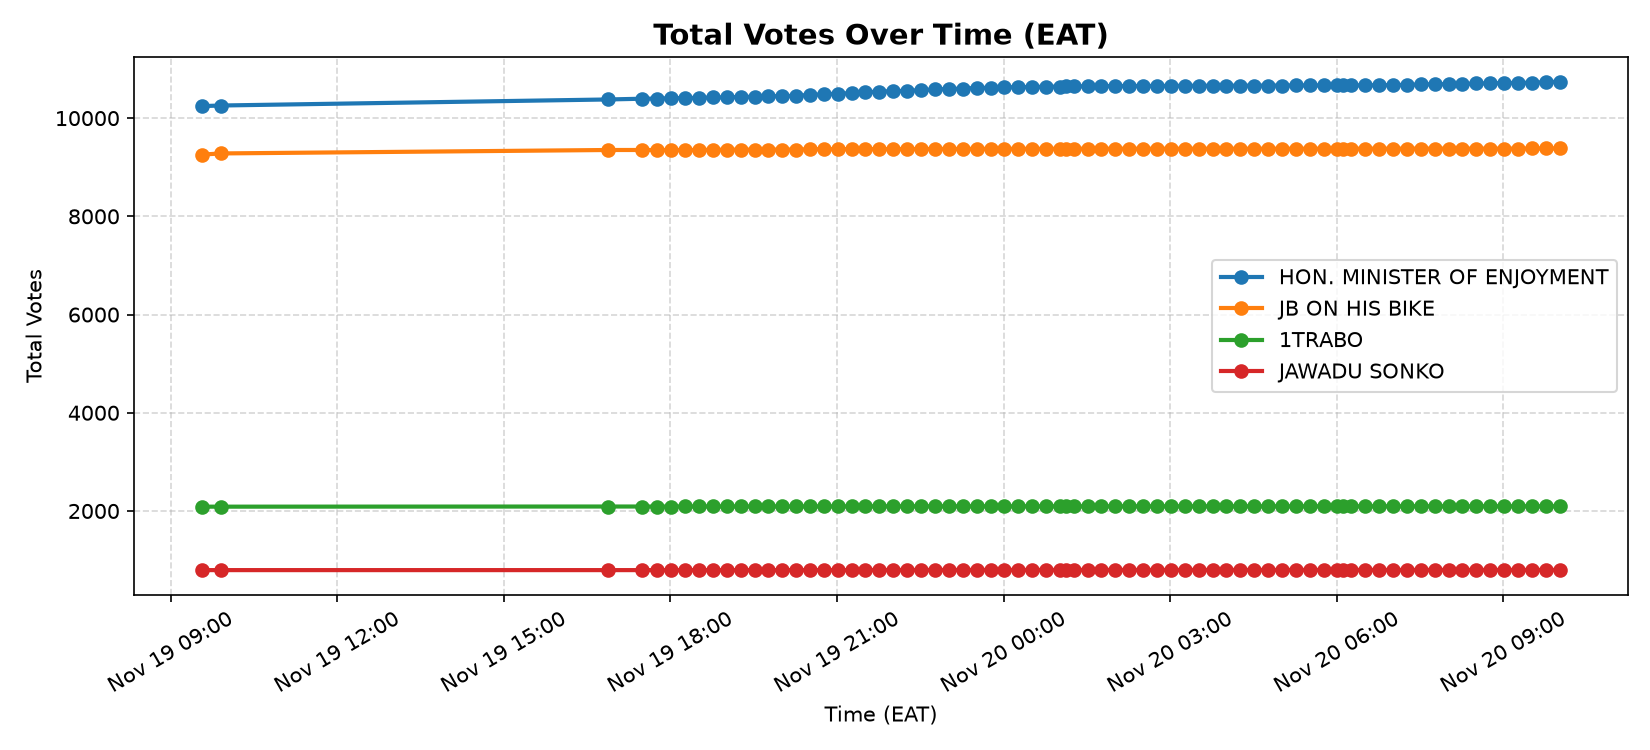 Total Votes Over Time (EAT)
Total Votes
10000
8000
6000
4000
2000
HON. MINISTER OF ENJOYMENT
JB ON HIS BIKE
1TRABO
JAWADU SONKO
Nov 19 09:00
Nov 19 12:00
Nov 19 15:00
Nov 19 18:00
Nov 19 21:00
Nov 20 00:00
Nov 20 03:00
Nov 20 06:00
Nov 20 09:00
Time (EAT)